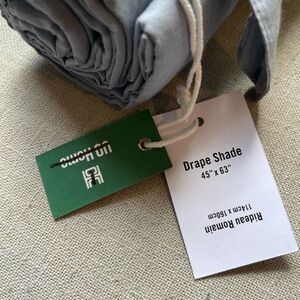 UO Home
Drape Shade
45" x 63"
Rideau Romain
114cm x 160cm